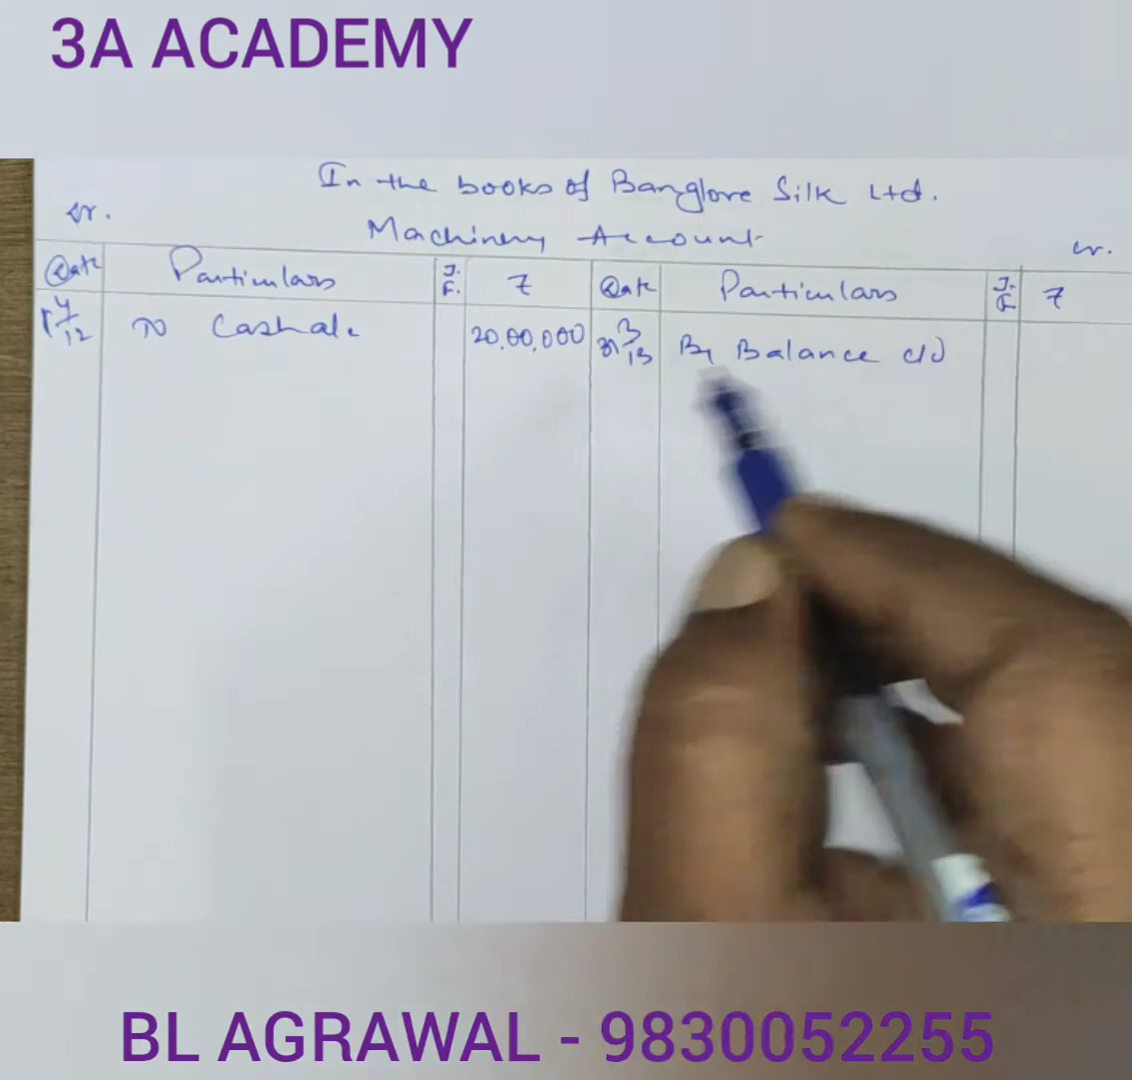 3A ACADEMY
In the books of Banglore Silk Ltd.
Dr.
Machinery Account
Cr.
Date Particulars J.F. ₹ Date Particulars J.F. ₹
1/4/12 To Cash a/c 20,00,000 31/3/13 By Balance c/d
BL AGRAWAL - 9830052255